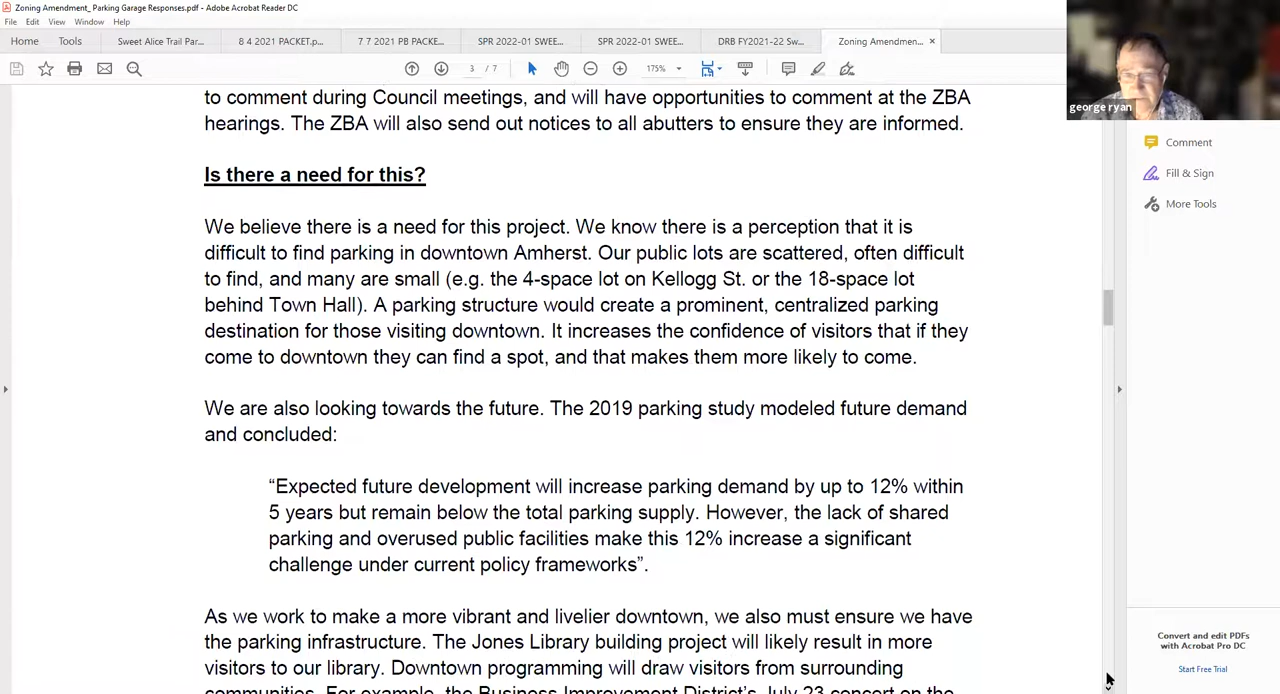 Zoning Amendment_ Parking Garage Responses.pdf - Adobe Acrobat Reader DC
File Edit View Window Help
Home Tools Sweet Alice Trail Par... 8 4 2021 PACKET.p... 7 7 2021 PB PACKE... SPR 2022-01 SWEE... SPR 2022-01 SWEE... DRB FY2021-22 Sw... Zoning Amendmen... ×
3 / 7 175%
george ryan
Comment
Fill & Sign
More Tools
to comment during Council meetings, and will have opportunities to comment at the ZBA
hearings. The ZBA will also send out notices to all abutters to ensure they are informed.
Is there a need for this?
We believe there is a need for this project. We know there is a perception that it is
difficult to find parking in downtown Amherst. Our public lots are scattered, often difficult
to find, and many are small (e.g. the 4-space lot on Kellogg St. or the 18-space lot
behind Town Hall). A parking structure would create a prominent, centralized parking
destination for those visiting downtown. It increases the confidence of visitors that if they
come to downtown they can find a spot, and that makes them more likely to come.
We are also looking towards the future. The 2019 parking study modeled future demand
and concluded:
“Expected future development will increase parking demand by up to 12% within
5 years but remain below the total parking supply. However, the lack of shared
parking and overused public facilities make this 12% increase a significant
challenge under current policy frameworks”.
As we work to make a more vibrant and livelier downtown, we also must ensure we have
the parking infrastructure. The Jones Library building project will likely result in more
visitors to our library. Downtown programming will draw visitors from surrounding
communities. For example, the Business Improvement District's July 23 concert on the
Convert and edit PDFs
with Acrobat Pro DC
Start Free Trial